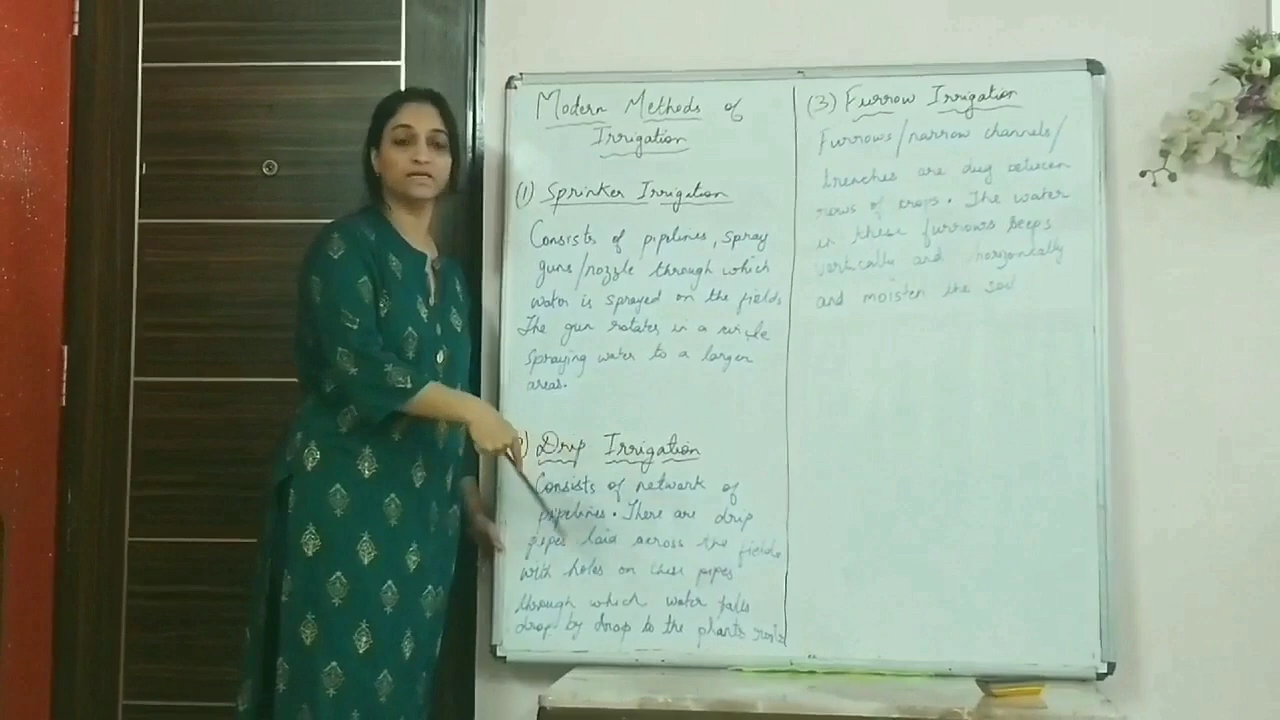 Modern Methods of
Irrigation
(1) Sprinker Irrigation
Consists of pipelines, spray
guns/nozzle through which
water is sprayed on the fields
The gun rotates in a circle
spraying water to a larger
areas.
) Drip Irrigation
Consists of network of
pipelines. There are drip
pipes laid across the fields
with holes on these pipes
through which water falls
drop by drop to the plants roots
(3) Furrow Irrigation
Furrows/narrow channels/
trenches are dug between
rows of crops. The water
in these furrows seeps
vertically and horizontally
and moisten the soil